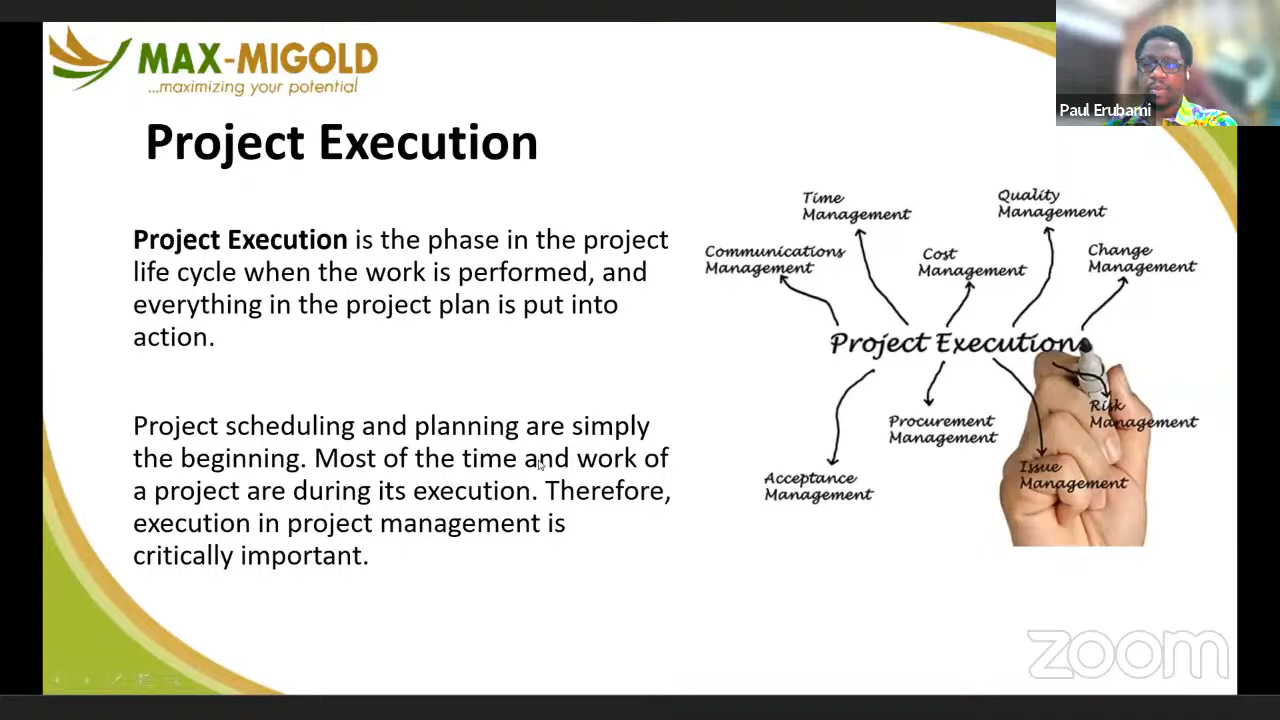 MAX-MIGOLD
...maximizing your potential
Paul Erubami
Project Execution
Project Execution is the phase in the project
life cycle when the work is performed, and
everything in the project plan is put into
action.
Project scheduling and planning are simply
the beginning. Most of the time and work of
a project are during its execution. Therefore,
execution in project management is
critically important.
Time
Management
Quality
Management
Communications
Management
Cost
Management
Change
Management
Project Execution
Risk
Management
Procurement
Management
Issue
Management
Acceptance
Management
zoom